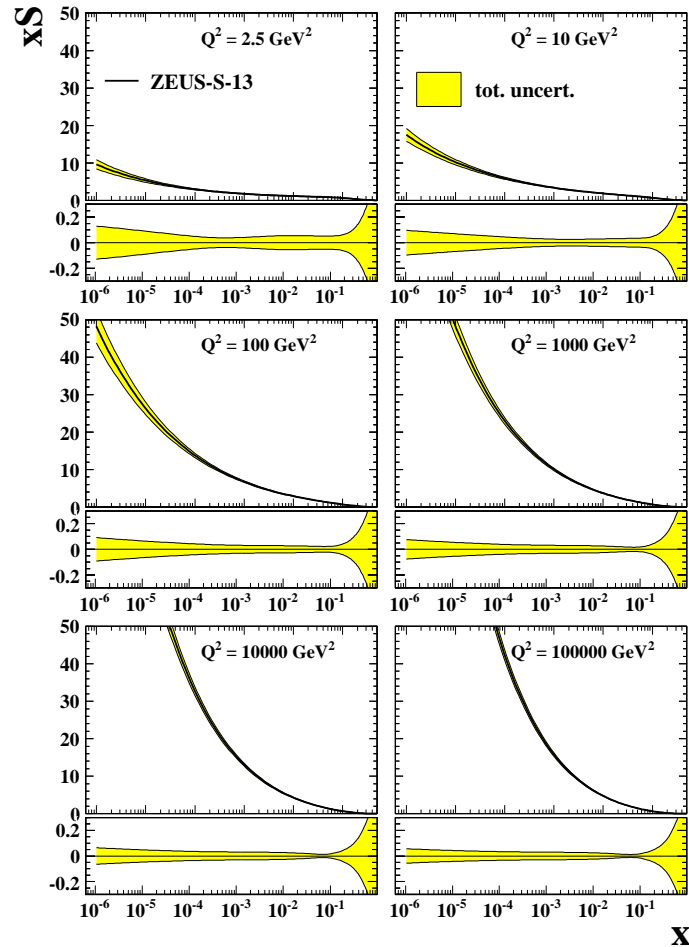 xS
50
40
30
20
10
0
Q² = 2.5 GeV²
ZEUS-S-13
Q² = 10 GeV²
tot. uncert.
0.2
0
-0.2
10⁻⁶ 10⁻⁵ 10⁻⁴ 10⁻³ 10⁻² 10⁻¹
10⁻⁶ 10⁻⁵ 10⁻⁴ 10⁻³ 10⁻² 10⁻¹
50
40
30
20
10
0
Q² = 100 GeV²
Q² = 1000 GeV²
0.2
0
-0.2
10⁻⁶ 10⁻⁵ 10⁻⁴ 10⁻³ 10⁻² 10⁻¹
10⁻⁶ 10⁻⁵ 10⁻⁴ 10⁻³ 10⁻² 10⁻¹
50
40
30
20
10
0
Q² = 10000 GeV²
Q² = 100000 GeV²
0.2
0
-0.2
10⁻⁶ 10⁻⁵ 10⁻⁴ 10⁻³ 10⁻² 10⁻¹
10⁻⁶ 10⁻⁵ 10⁻⁴ 10⁻³ 10⁻² 10⁻¹
x